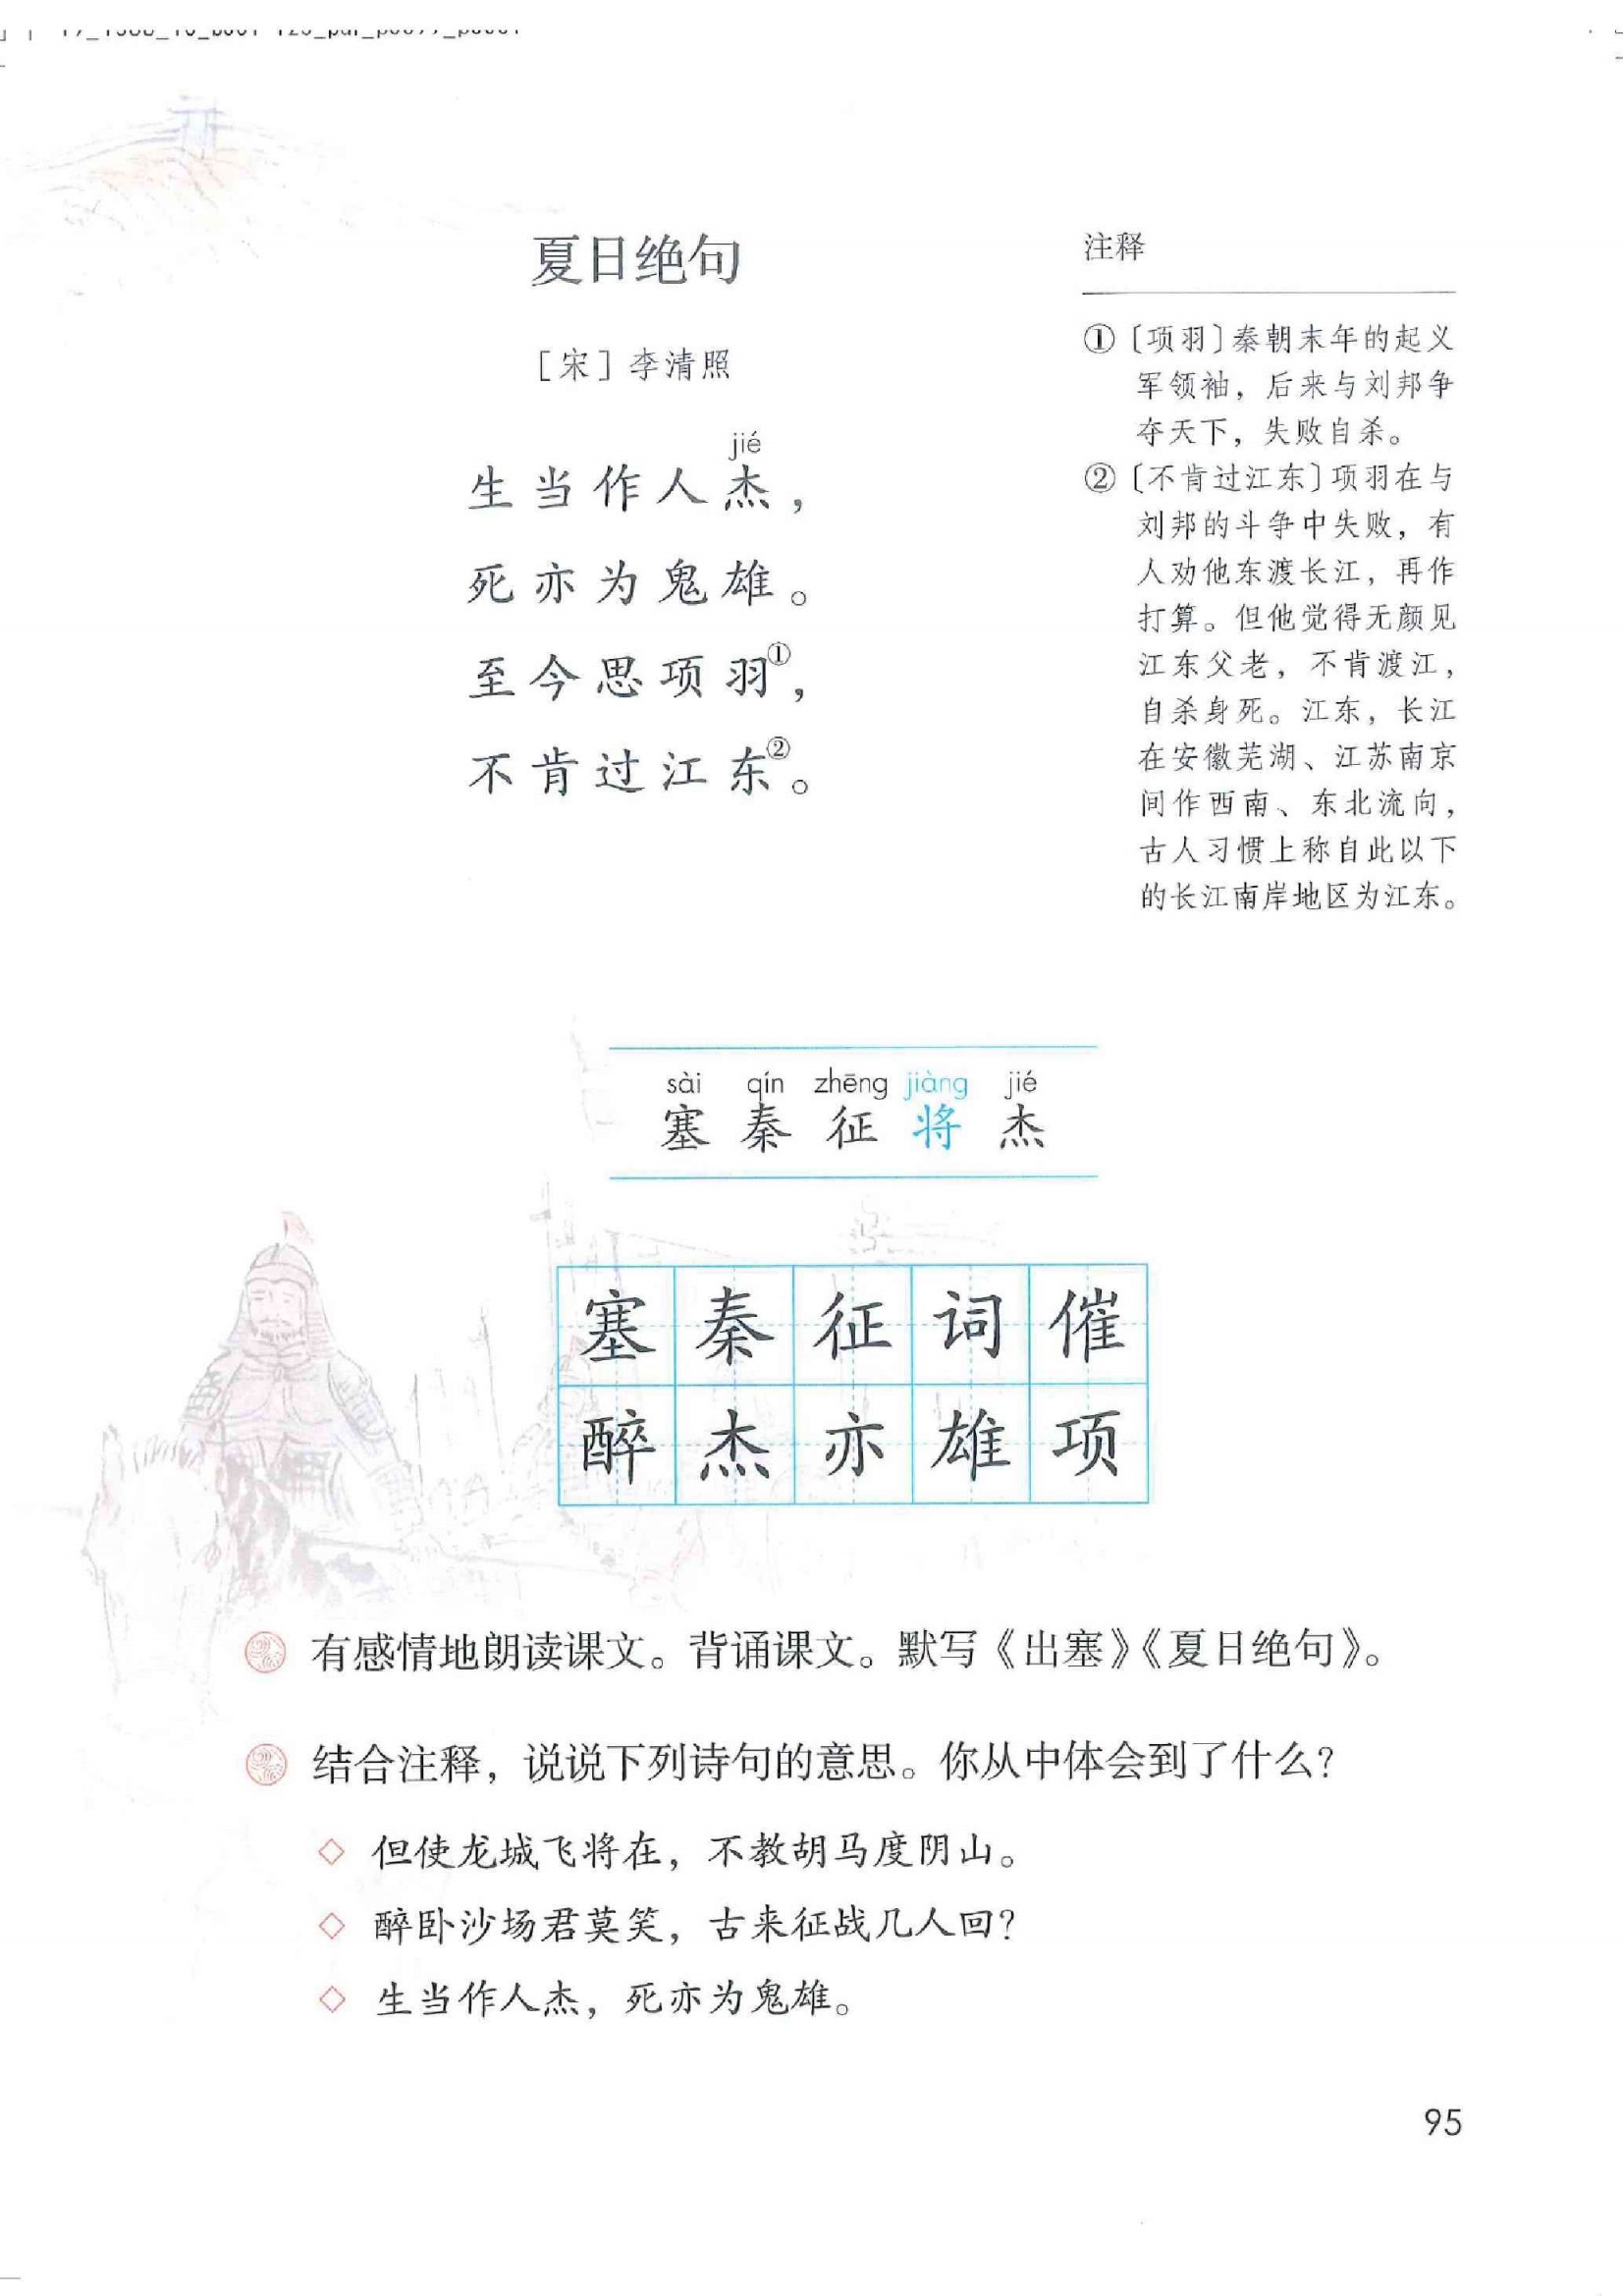 夏日绝句
［宋］李清照
jié
生当作人杰，
死亦为鬼雄。
至今思项羽①，
不肯过江东②。
注释
①〔项羽〕秦朝末年的起义
军领袖，后来与刘邦争
夺天下，失败自杀。
②〔不肯过江东〕项羽在与
刘邦的斗争中失败，有
人劝他东渡长江，再作
打算。但他觉得无颜见
江东父老，不肯渡江，
自杀身死。江东，长江
在安徽芜湖、江苏南京
间作西南、东北流向，
古人习惯上称自此以下
的长江南岸地区为江东。
sài qín zhēng jiàng jié
塞 秦 征 将 杰
塞 秦 征 词 催
醉 杰 亦 雄 项
有感情地朗读课文。背诵课文。默写《出塞》《夏日绝句》。
结合注释，说说下列诗句的意思。你从中体会到了什么？
◇ 但使龙城飞将在，不教胡马度阴山。
◇ 醉卧沙场君莫笑，古来征战几人回？
◇ 生当作人杰，死亦为鬼雄。
95